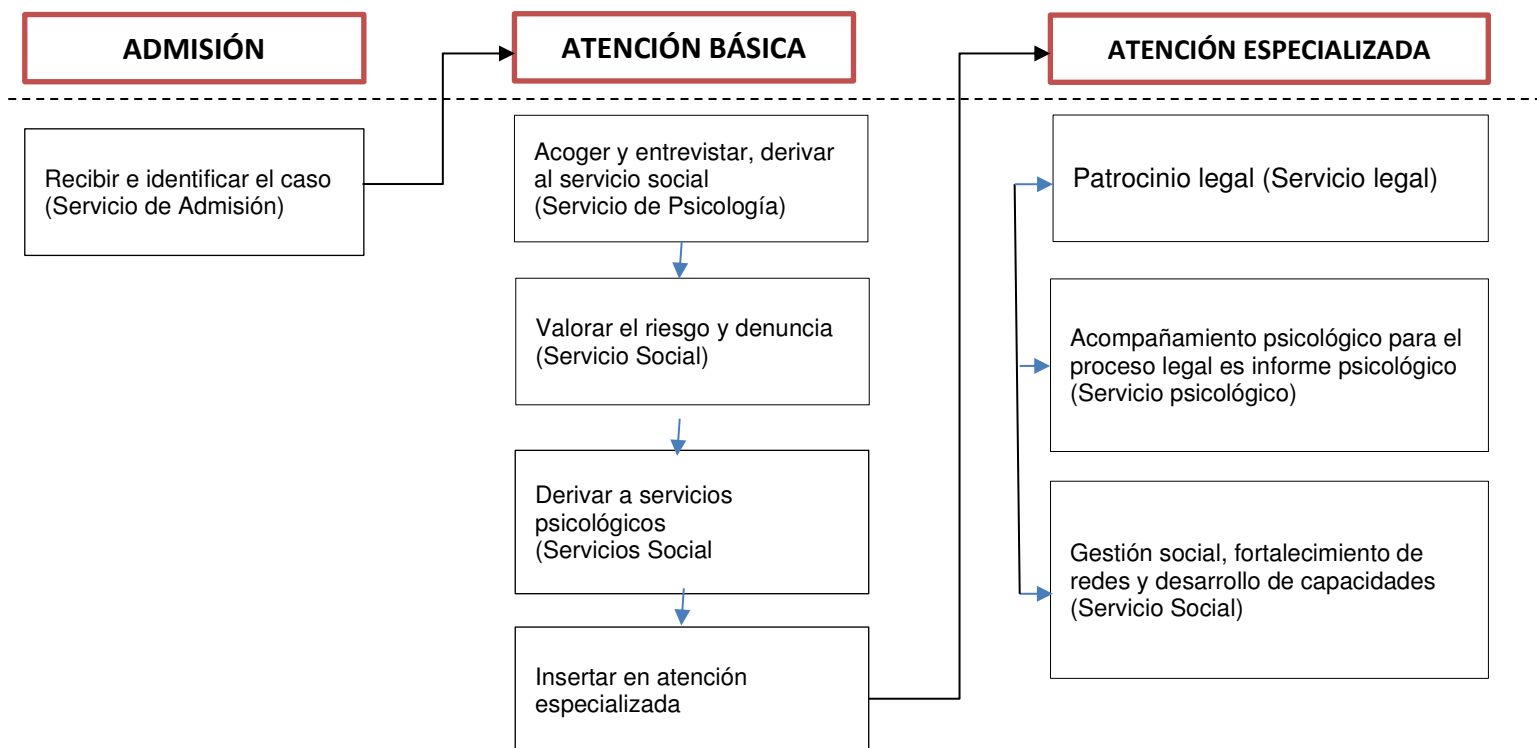 ADMISIÓN
ATENCIÓN BÁSICA
ATENCIÓN ESPECIALIZADA
Recibir e identificar el caso
(Servicio de Admisión)
Acoger y entrevistar, derivar
al servicio social
(Servicio de Psicología)
Valorar el riesgo y denuncia
(Servicio Social)
Derivar a servicios
psicológicos
(Servicios Social
Insertar en atención
especializada
Patrocinio legal (Servicio legal)
Acompañamiento psicológico para el
proceso legal es informe psicológico
(Servicio psicológico)
Gestión social, fortalecimiento de
redes y desarrollo de capacidades
(Servicio Social)